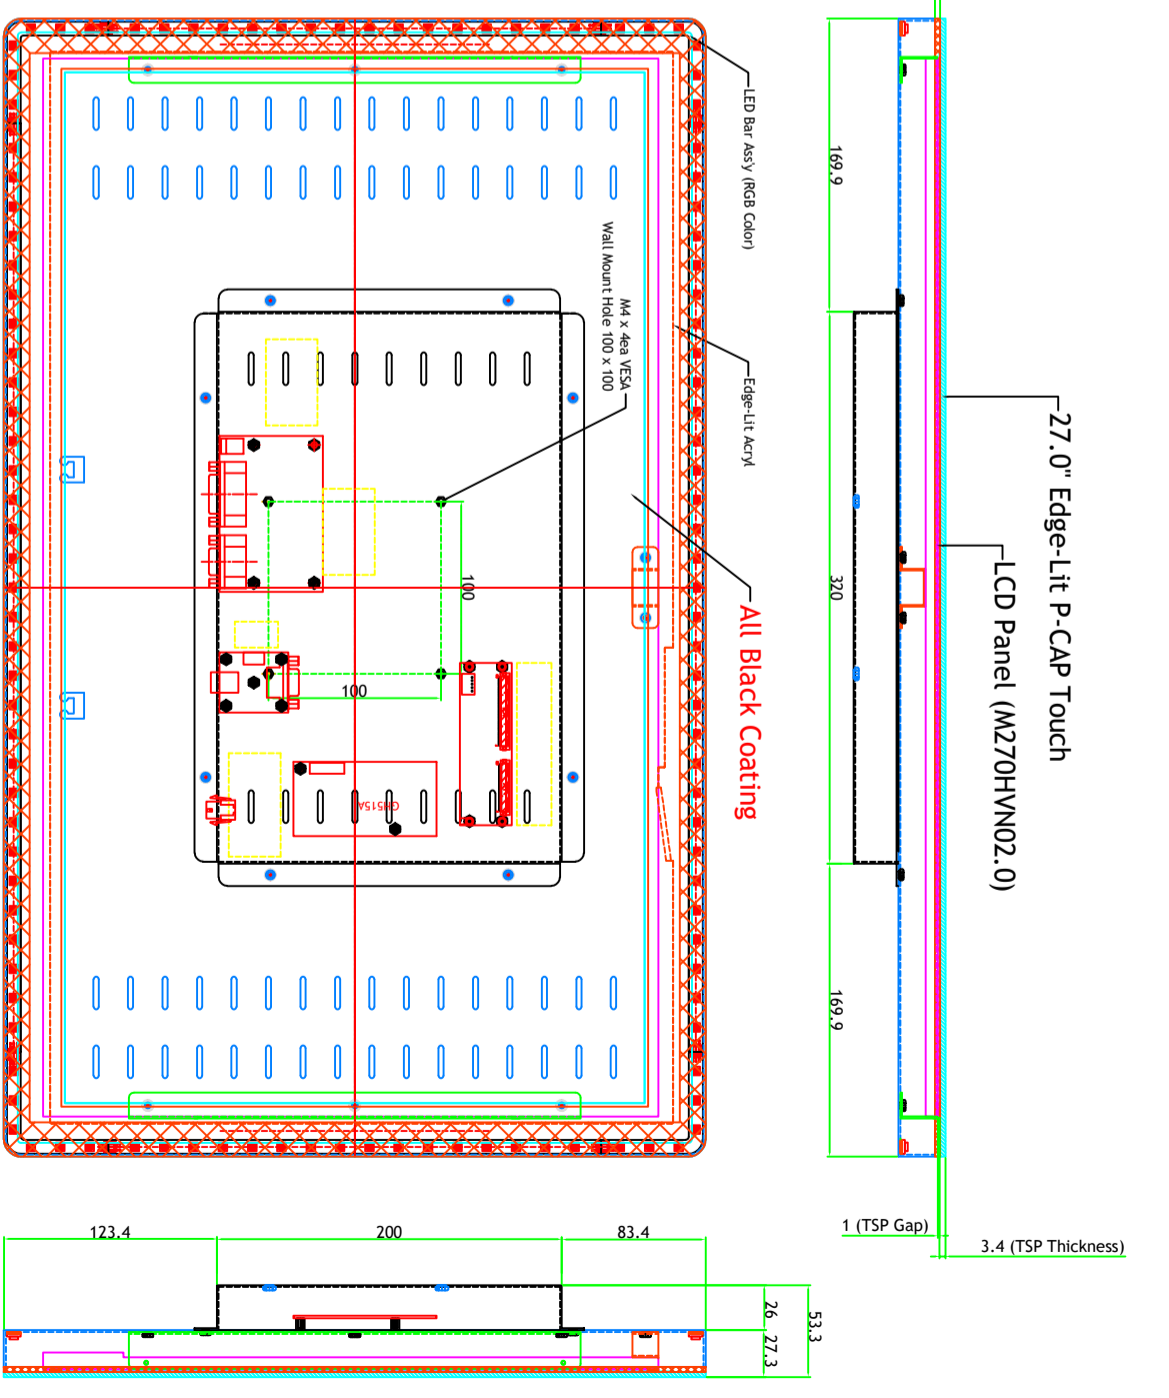 LED Bar Ass'y (RGB Color)
169.9
M4 x 4ea VESA
Wall Mount Hole 100 x 100
Edge-Lit Acryl
27.0" Edge-Lit P-CAP Touch
LCD Panel (M270HVN02.0)
100
320
All Black Coating
100
GH515A
169.9
1 (TSP Gap)
3.4 (TSP Thickness)
123.4
200
83.4
26
53.3
27.3